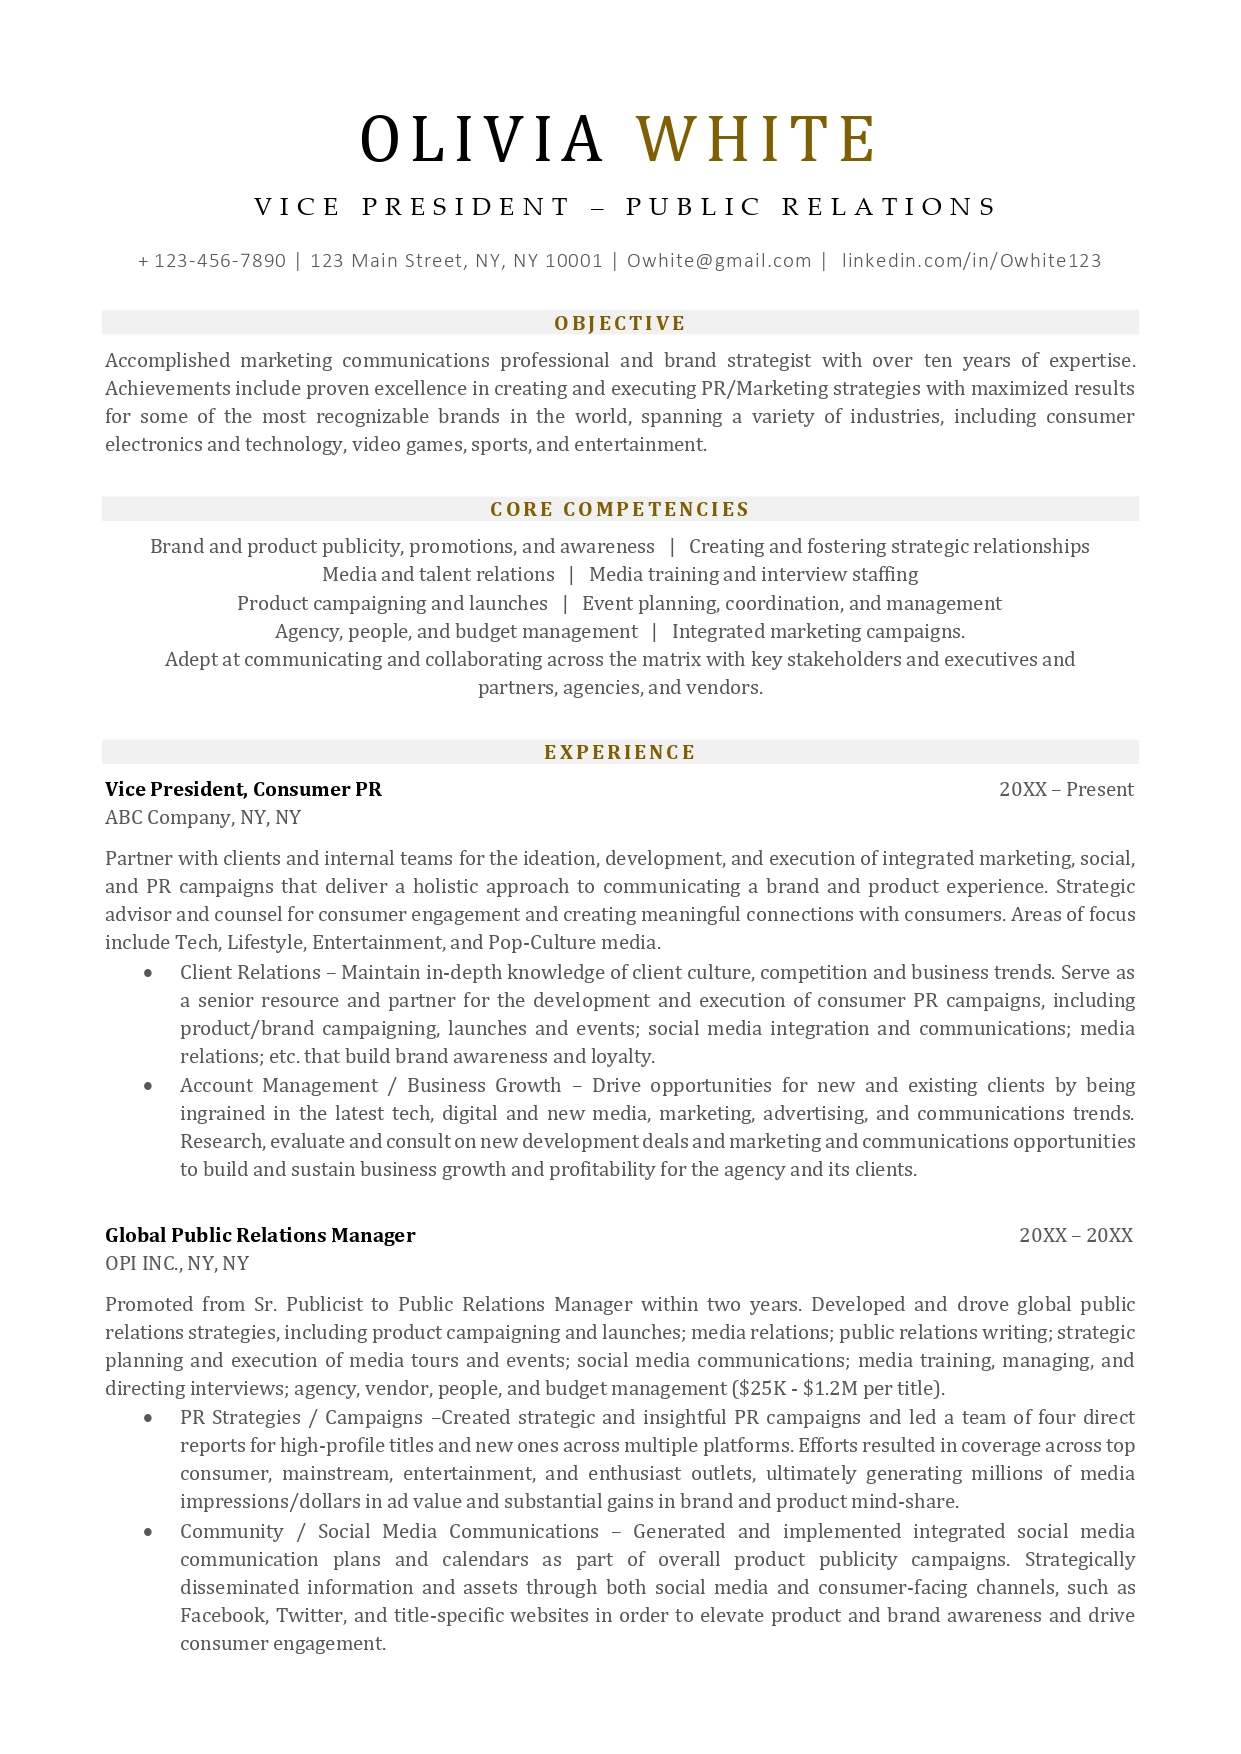 OLIVIA WHITE
VICE PRESIDENT – PUBLIC RELATIONS
+ 123-456-7890 | 123 Main Street, NY, NY 10001 | Owhite@gmail.com | linkedin.com/in/Owhite123
OBJECTIVE
Accomplished marketing communications professional and brand strategist with over ten years of expertise.
Achievements include proven excellence in creating and executing PR/Marketing strategies with maximized results
for some of the most recognizable brands in the world, spanning a variety of industries, including consumer
electronics and technology, video games, sports, and entertainment.
CORE COMPETENCIES
Brand and product publicity, promotions, and awareness | Creating and fostering strategic relationships
Media and talent relations | Media training and interview staffing
Product campaigning and launches | Event planning, coordination, and management
Agency, people, and budget management | Integrated marketing campaigns.
Adept at communicating and collaborating across the matrix with key stakeholders and executives and
partners, agencies, and vendors.
EXPERIENCE
Vice President, Consumer PR 20XX – Present
ABC Company, NY, NY
Partner with clients and internal teams for the ideation, development, and execution of integrated marketing, social,
and PR campaigns that deliver a holistic approach to communicating a brand and product experience. Strategic
advisor and counsel for consumer engagement and creating meaningful connections with consumers. Areas of focus
include Tech, Lifestyle, Entertainment, and Pop-Culture media.
• Client Relations – Maintain in-depth knowledge of client culture, competition and business trends. Serve as
a senior resource and partner for the development and execution of consumer PR campaigns, including
product/brand campaigning, launches and events; social media integration and communications; media
relations; etc. that build brand awareness and loyalty.
• Account Management / Business Growth – Drive opportunities for new and existing clients by being
ingrained in the latest tech, digital and new media, marketing, advertising, and communications trends.
Research, evaluate and consult on new development deals and marketing and communications opportunities
to build and sustain business growth and profitability for the agency and its clients.
Global Public Relations Manager 20XX – 20XX
OPI INC., NY, NY
Promoted from Sr. Publicist to Public Relations Manager within two years. Developed and drove global public
relations strategies, including product campaigning and launches; media relations; public relations writing; strategic
planning and execution of media tours and events; social media communications; media training, managing, and
directing interviews; agency, vendor, people, and budget management ($25K - $1.2M per title).
• PR Strategies / Campaigns –Created strategic and insightful PR campaigns and led a team of four direct
reports for high-profile titles and new ones across multiple platforms. Efforts resulted in coverage across top
consumer, mainstream, entertainment, and enthusiast outlets, ultimately generating millions of media
impressions/dollars in ad value and substantial gains in brand and product mind-share.
• Community / Social Media Communications – Generated and implemented integrated social media
communication plans and calendars as part of overall product publicity campaigns. Strategically
disseminated information and assets through both social media and consumer-facing channels, such as
Facebook, Twitter, and title-specific websites in order to elevate product and brand awareness and drive
consumer engagement.